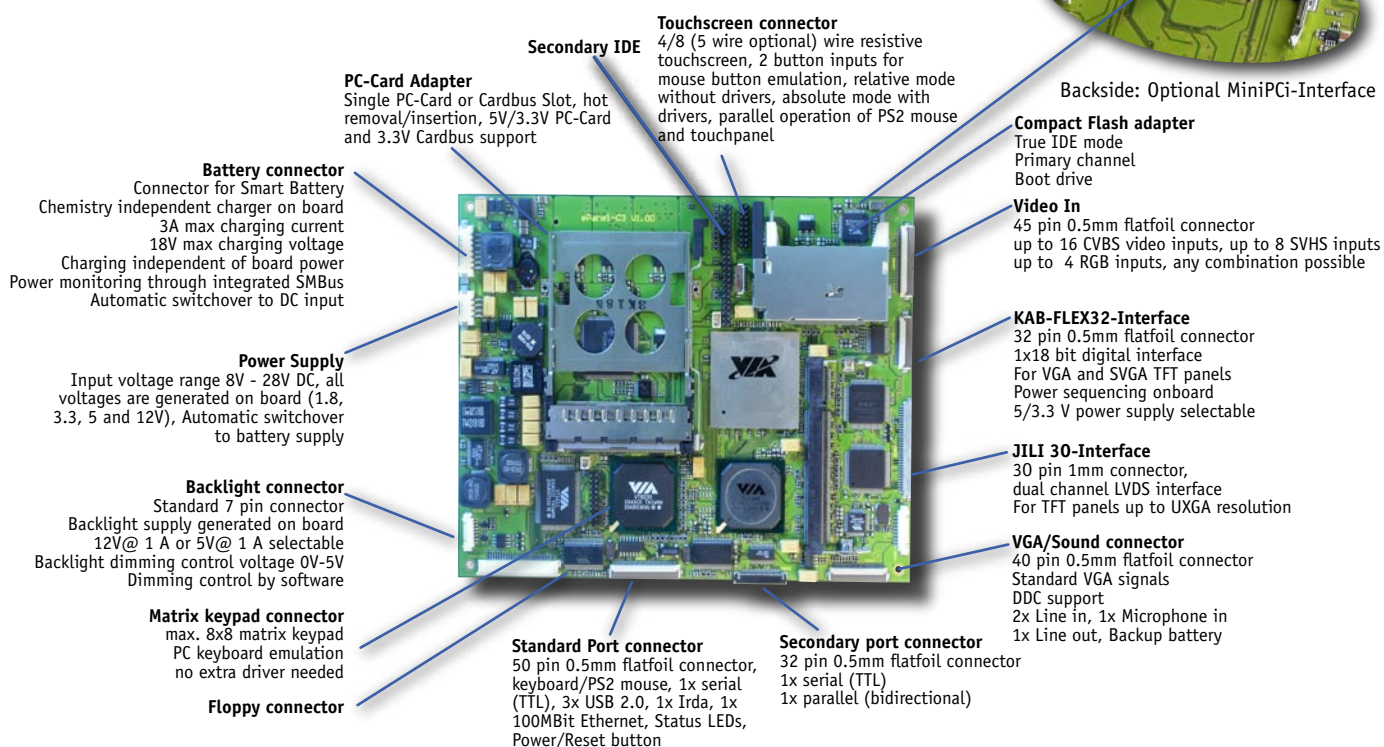 Touchscreen connector
4/8 (5 wire optional) wire resistive
touchscreen, 2 button inputs for
mouse button emulation, relative mode
without drivers, absolute mode with
drivers, parallel operation of PS2 mouse
and touchpanel
Secondary IDE
PC-Card Adapter
Single PC-Card or Cardbus Slot, hot
removal/insertion, 5V/3.3V PC-Card
and 3.3V Cardbus support
Backside: Optional MiniPCi-Interface
Compact Flash adapter
True IDE mode
Primary channel
Boot drive
Battery connector
Connector for Smart Battery
Chemistry independent charger on board
3A max charging current
18V max charging voltage
Charging independent of board power
Power monitoring through integrated SMBus
Automatic switchover to DC input
Video In
45 pin 0.5mm flatfoil connector
up to 16 CVBS video inputs, up to 8 SVHS inputs
up to 4 RGB inputs, any combination possible
ePanel-C3 V1.00
KAB-FLEX32-Interface
32 pin 0.5mm flatfoil connector
1x18 bit digital interface
For VGA and SVGA TFT panels
Power sequencing onboard
5/3.3 V power supply selectable
Power Supply
Input voltage range 8V - 28V DC, all
voltages are generated on board (1.8,
3.3, 5 and 12V), Automatic switchover
to battery supply
VIA
JILI 30-Interface
30 pin 1mm connector,
dual channel LVDS interface
For TFT panels up to UXGA resolution
Backlight connector
Standard 7 pin connector
Backlight supply generated on board
12V@ 1 A or 5V@ 1 A selectable
Backlight dimming control voltage 0V-5V
Dimming control by software
VIA
VIA
VIA
VGA/Sound connector
40 pin 0.5mm flatfoil connector
Standard VGA signals
DDC support
2x Line in, 1x Microphone in
1x Line out, Backup battery
Matrix keypad connector
max. 8x8 matrix keypad
PC keyboard emulation
no extra driver needed
Floppy connector
Standard Port connector
50 pin 0.5mm flatfoil connector,
keyboard/PS2 mouse, 1x serial
(TTL), 3x USB 2.0, 1x Irda, 1x
100MBit Ethernet, Status LEDs,
Power/Reset button
Secondary port connector
32 pin 0.5mm flatfoil connector
1x serial (TTL)
1x parallel (bidirectional)